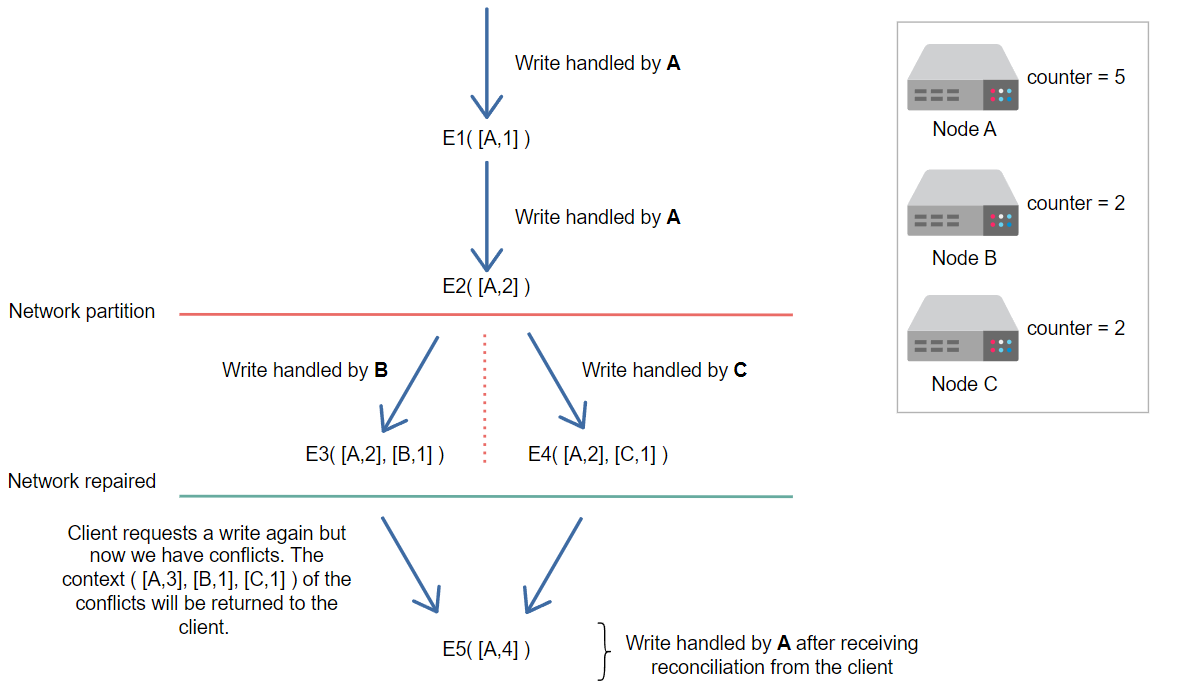 Write handled by A
E1( [A,1] )
Write handled by A
E2( [A,2] )
Network partition
Write handled by B
Write handled by C
E3( [A,2], [B,1] )
E4( [A,2], [C,1] )
Network repaired
Client requests a write again but
now we have conflicts. The
context ( [A,3], [B,1], [C,1] ) of the
conflicts will be returned to the
client.
E5( [A,4] )
Write handled by A after receiving
reconciliation from the client
counter = 5
Node A
counter = 2
Node B
counter = 2
Node C